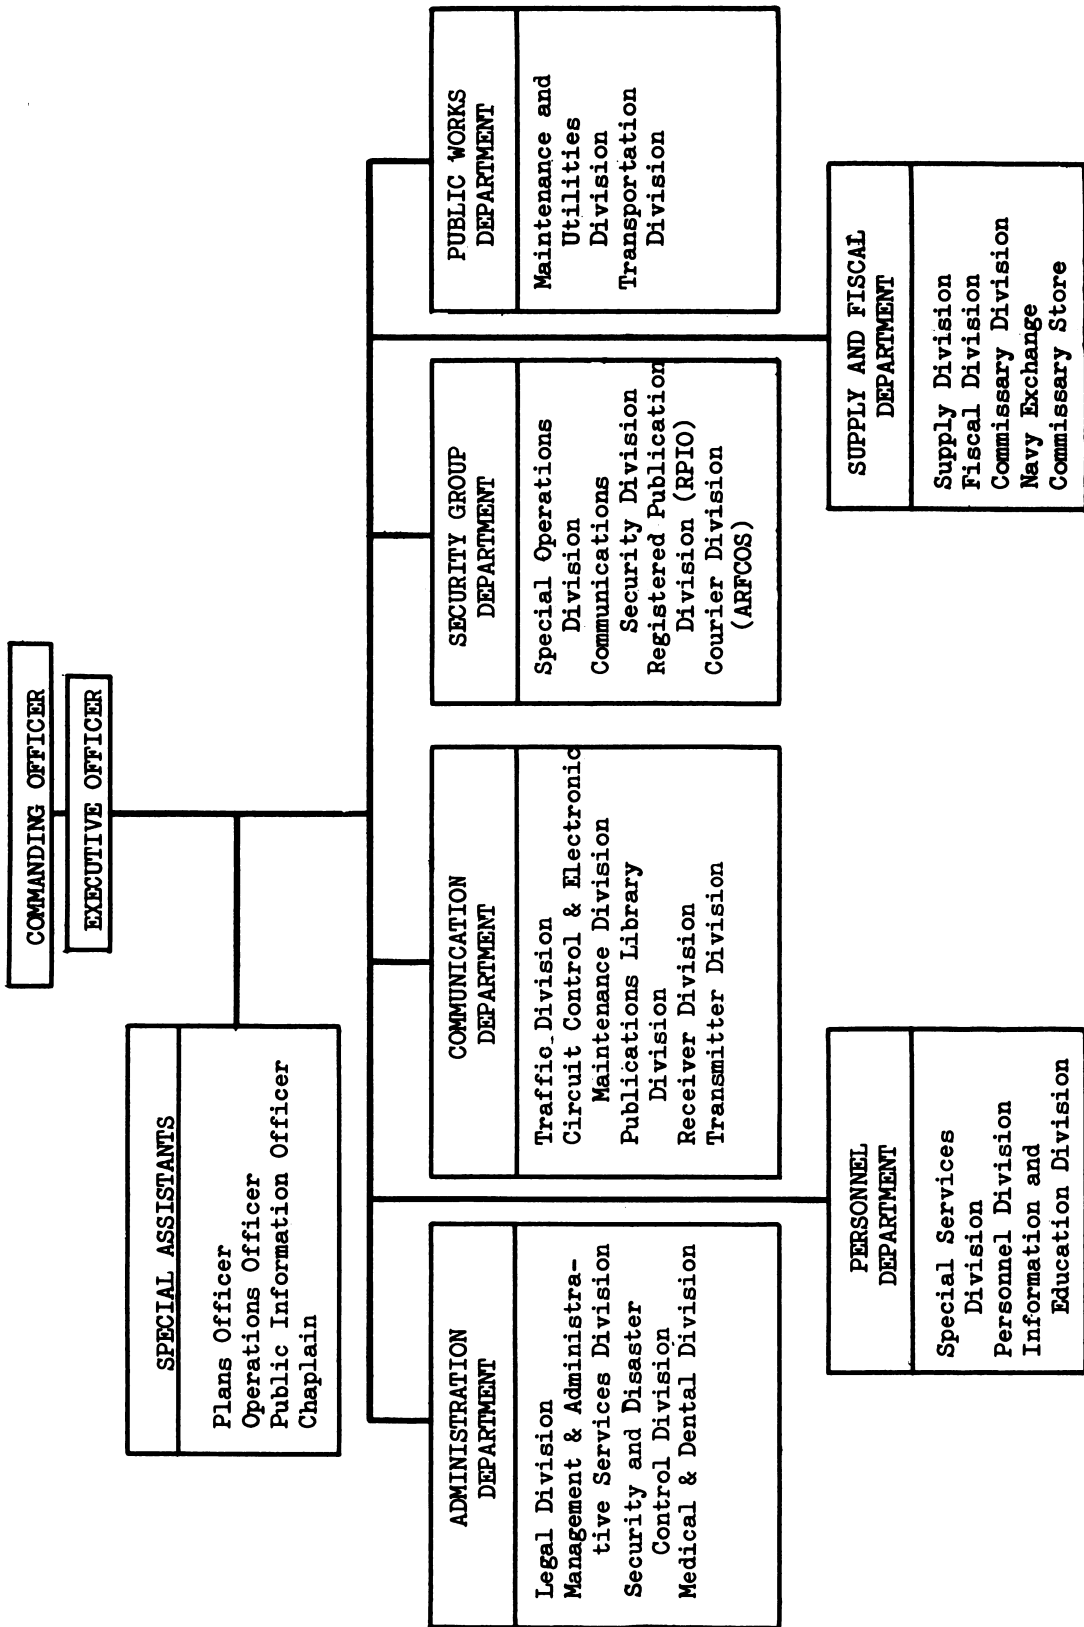 COMMANDING OFFICER
EXECUTIVE OFFICER
SPECIAL ASSISTANTS
Plans Officer
Operations Officer
Public Information Officer
Chaplain
ADMINISTRATION
DEPARTMENT
Legal Division
Management & Administra-
tive Services Division
Security and Disaster
Control Division
Medical & Dental Division
COMMUNICATION
DEPARTMENT
Traffic Division
Circuit Control & Electronic
Maintenance Division
Publications Library
Division
Receiver Division
Transmitter Division
SECURITY GROUP
DEPARTMENT
Special Operations
Division
Communications
Security Division
Registered Publication
Division (RPIO)
Courier Division
(ARFCOS)
PUBLIC WORKS
DEPARTMENT
Maintenance and
Utilities
Division
Transportation
Division
PERSONNEL
DEPARTMENT
Special Services
Division
Personnel Division
Information and
Education Division
SUPPLY AND FISCAL
DEPARTMENT
Supply Division
Fiscal Division
Commissary Division
Navy Exchange
Commissary Store